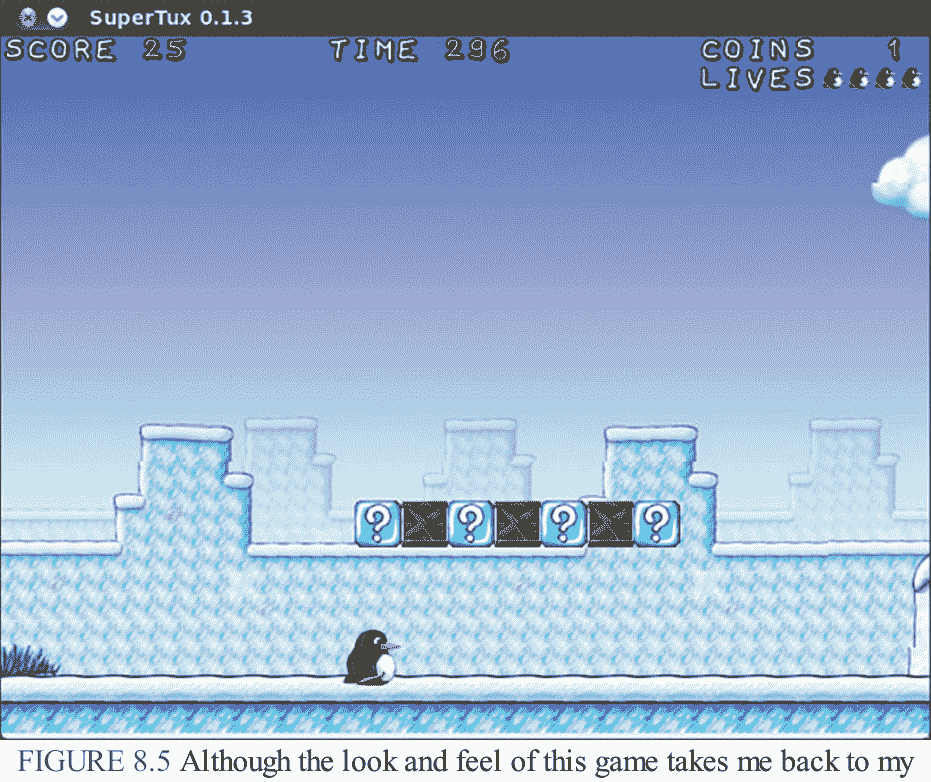 SuperTux 0.1.3
SCORE 25 TIME 296 COINS 1
LIVES
? ? ? ?
FIGURE 8.5 Although the look and feel of this game takes me back to my